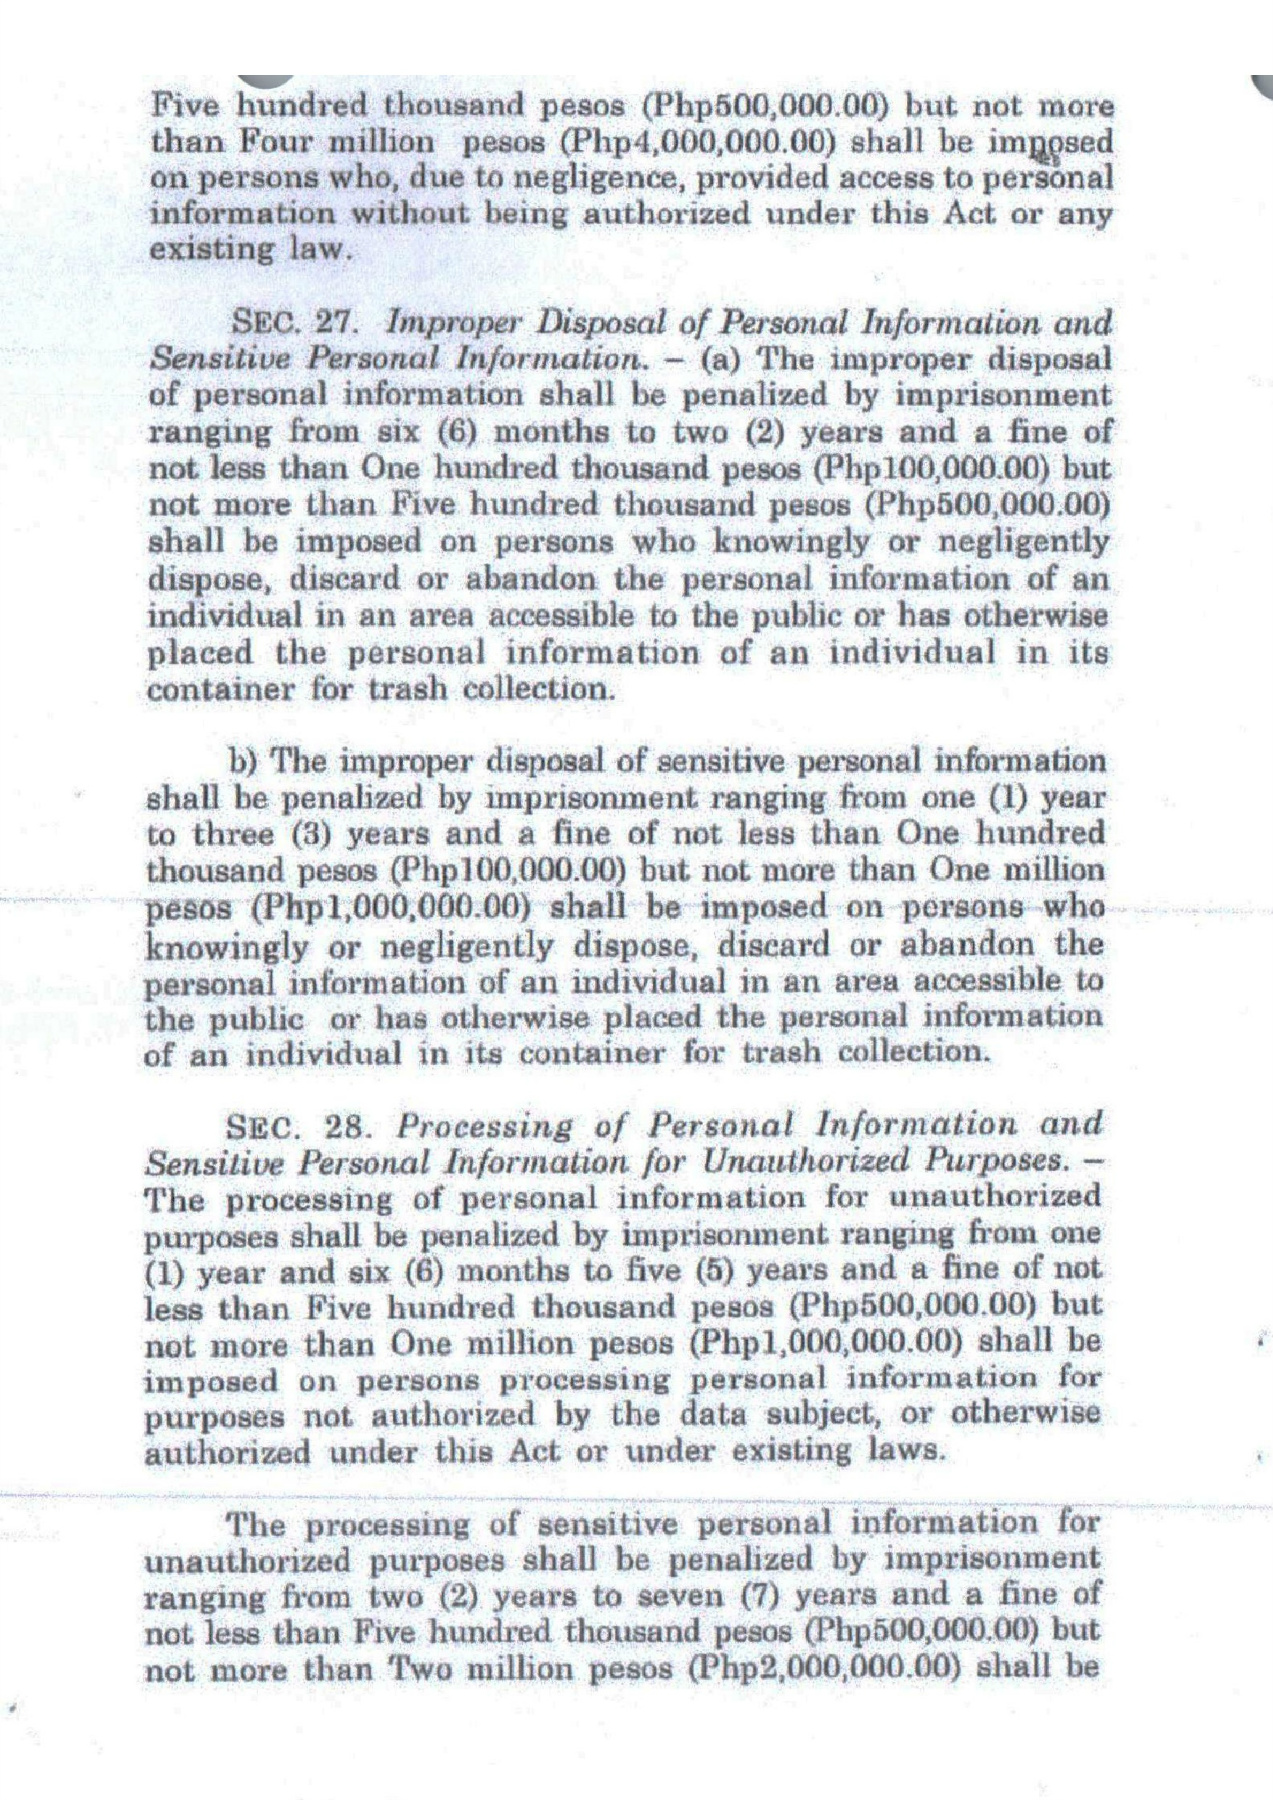 Five hundred thousand pesos (Php500,000.00) but not more
than Four million pesos (Php4,000,000.00) shall be imposed
on persons who, due to negligence, provided access to personal
information without being authorized under this Act or any
existing law.
SEC. 27. Improper Disposal of Personal Information and
Sensitive Personal Information. – (a) The improper disposal
of personal information shall be penalized by imprisonment
ranging from six (6) months to two (2) years and a fine of
not less than One hundred thousand pesos (Php100,000.00) but
not more than Five hundred thousand pesos (Php500,000.00)
shall be imposed on persons who knowingly or negligently
dispose, discard or abandon the personal information of an
individual in an area accessible to the public or has otherwise
placed the personal information of an individual in its
container for trash collection.
b) The improper disposal of sensitive personal information
shall be penalized by imprisonment ranging from one (1) year
to three (3) years and a fine of not less than One hundred
thousand pesos (Php100,000.00) but not more than One million
pesos (Php1,000,000.00) shall be imposed on persons who
knowingly or negligently dispose, discard or abandon the
personal information of an individual in an area accessible to
the public or has otherwise placed the personal information
of an individual in its container for trash collection.
SEC. 28. Processing of Personal Information and
Sensitive Personal Information for Unauthorized Purposes. –
The processing of personal information for unauthorized
purposes shall be penalized by imprisonment ranging from one
(1) year and six (6) months to five (5) years and a fine of not
less than Five hundred thousand pesos (Php500,000.00) but
not more than One million pesos (Php1,000,000.00) shall be
imposed on persons processing personal information for
purposes not authorized by the data subject, or otherwise
authorized under this Act or under existing laws.
The processing of sensitive personal information for
unauthorized purposes shall be penalized by imprisonment
ranging from two (2) years to seven (7) years and a fine of
not less than Five hundred thousand pesos (Php500,000.00) but
not more than Two million pesos (Php2,000,000.00) shall be